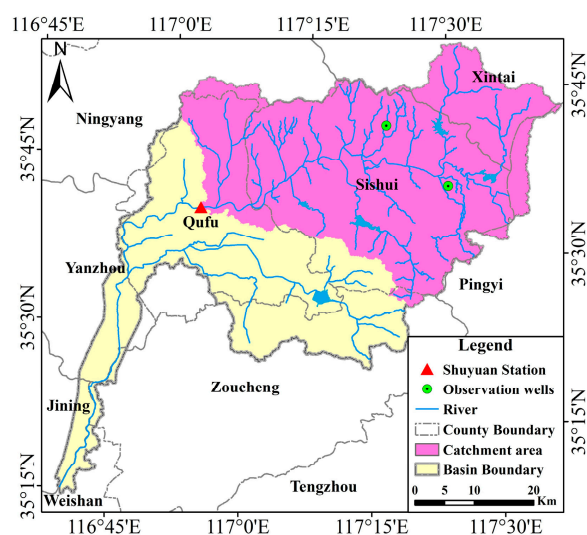 116°45'E 117°0'E 117°15'E 117°30'E
N
Xintai
35°45'N
Ningyang
35°45'N
Sishui
Qufu
Yanzhou
35°30'N
Pingyi
35°30'N
Legend
Shuyuan Station
Observation wells
River
County Boundary
Catchment area
Basin Boundary
0 5 10 20 Km
Zoucheng
Jining
35°15'N
35°15'N
Weishan
Tengzhou
116°45'E 117°0'E 117°15'E 117°30'E